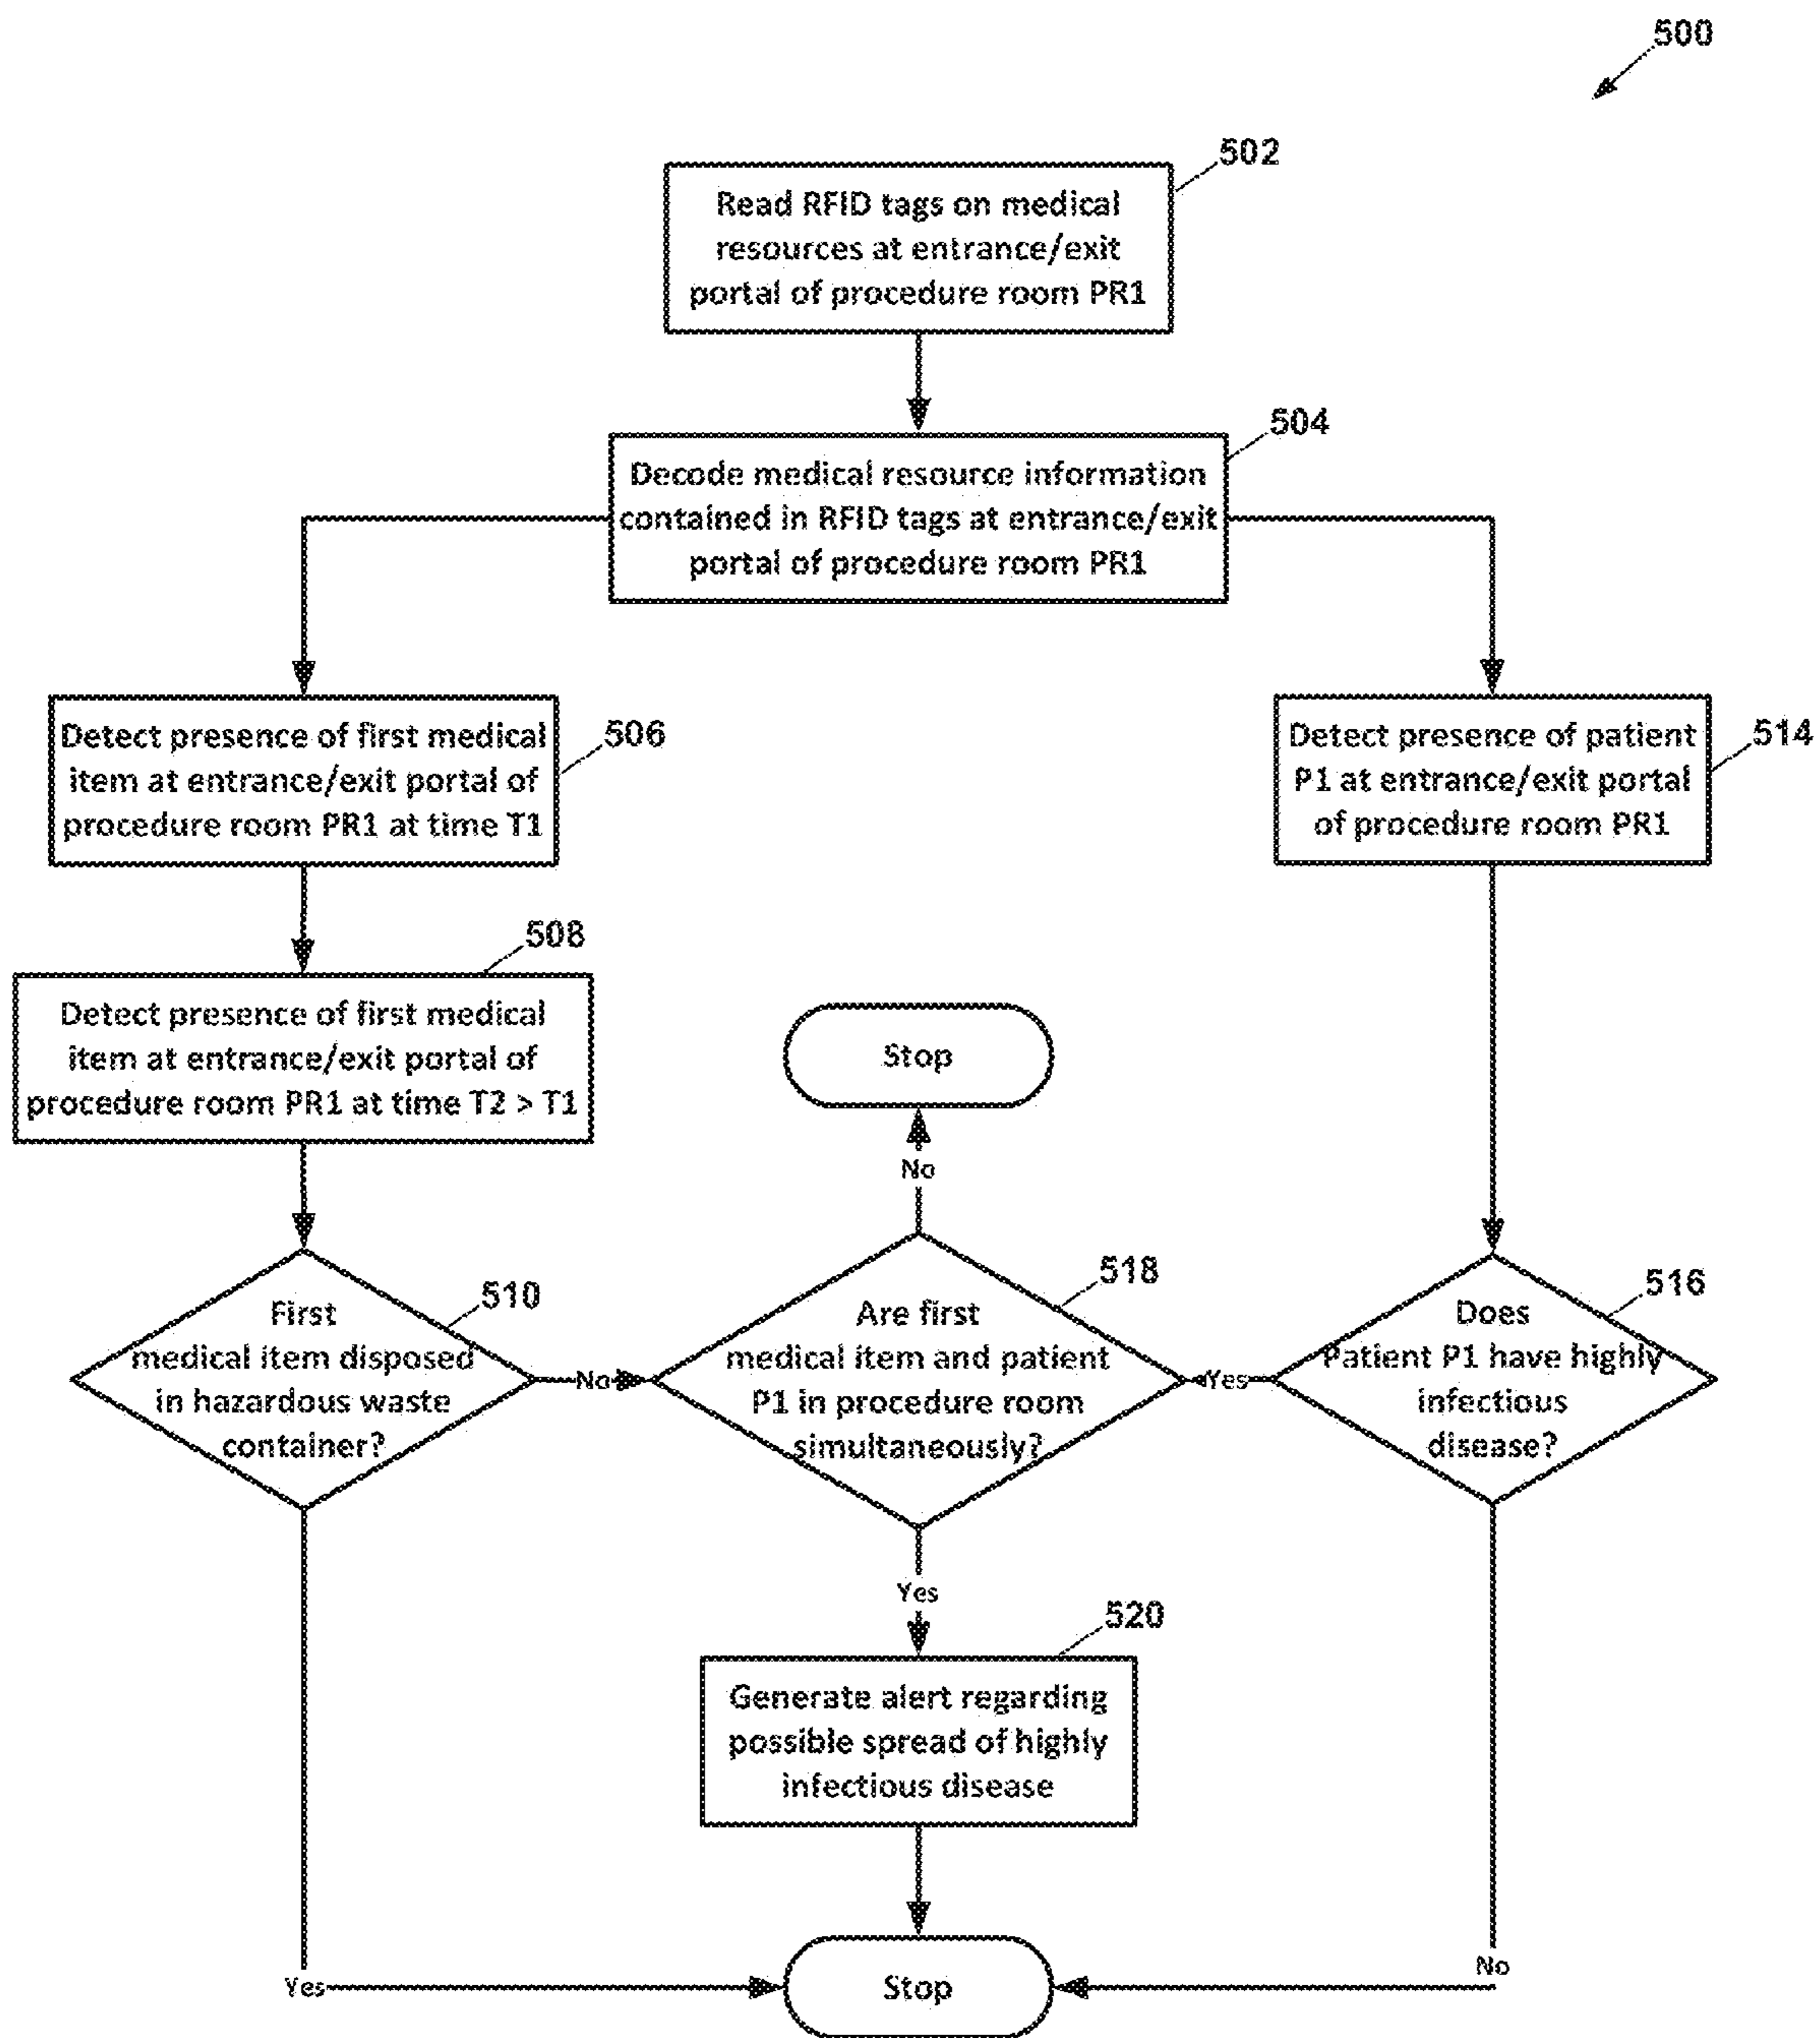 500
502
Read RFID tags on medical
resources at entrance/exit
portal of procedure room PR1
504
Decode medical resource information
contained in RFID tags at entrance/exit
portal of procedure room PR1
Detect presence of first medical
item at entrance/exit portal of
procedure room PR1 at time T1
506
Detect presence of patient
P1 at entrance/exit portal
of procedure room PR1
514
508
Detect presence of first medical
item at entrance/exit portal of
procedure room PR1 at time T2 > T1
Stop
No
510
First
medical item disposed
in hazardous waste
container?
No
518
Are first
medical item and patient
P1 in procedure room
simultaneously?
Yes
516
Does
Patient P1 have highly
infectious
disease?
Yes
520
Generate alert regarding
possible spread of highly
infectious disease
Yes
Stop
No